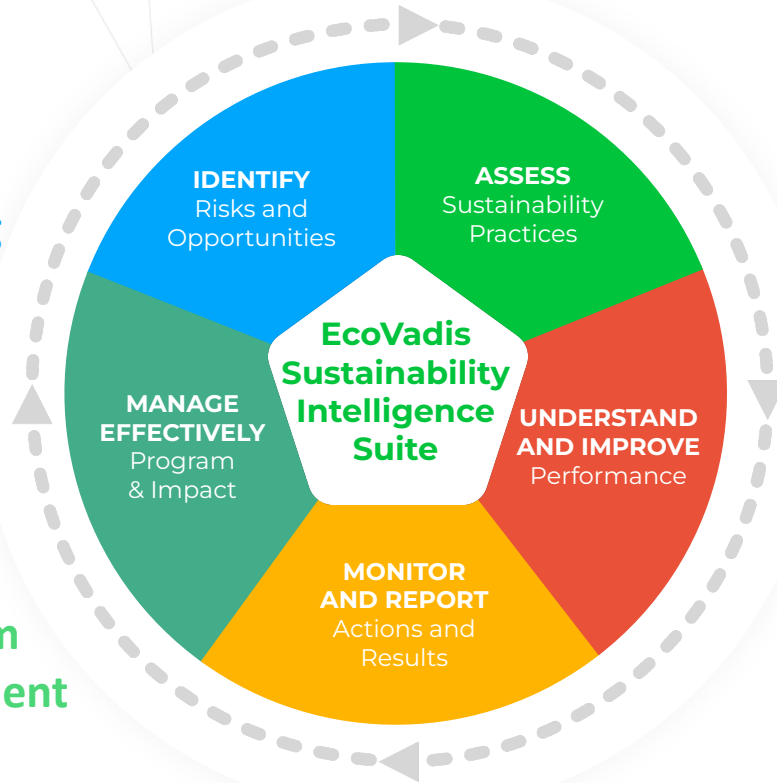 IDENTIFY
Risks and
Opportunities
ASSESS
Sustainability
Practices
EcoVadis
Sustainability
Intelligence
Suite
UNDERSTAND
AND IMPROVE
Performance
MONITOR
AND REPORT
Actions and
Results
MANAGE
EFFECTIVELY
Program
& Impact